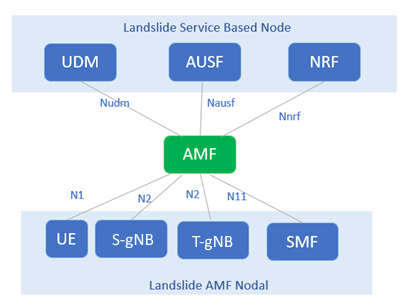 Landslide Service Based Node
UDM AUSF NRF
Nudm Nausf Nnrf
AMF
N1 N2 N2 N11
UE S-gNB T-gNB SMF
Landslide AMF Nodal